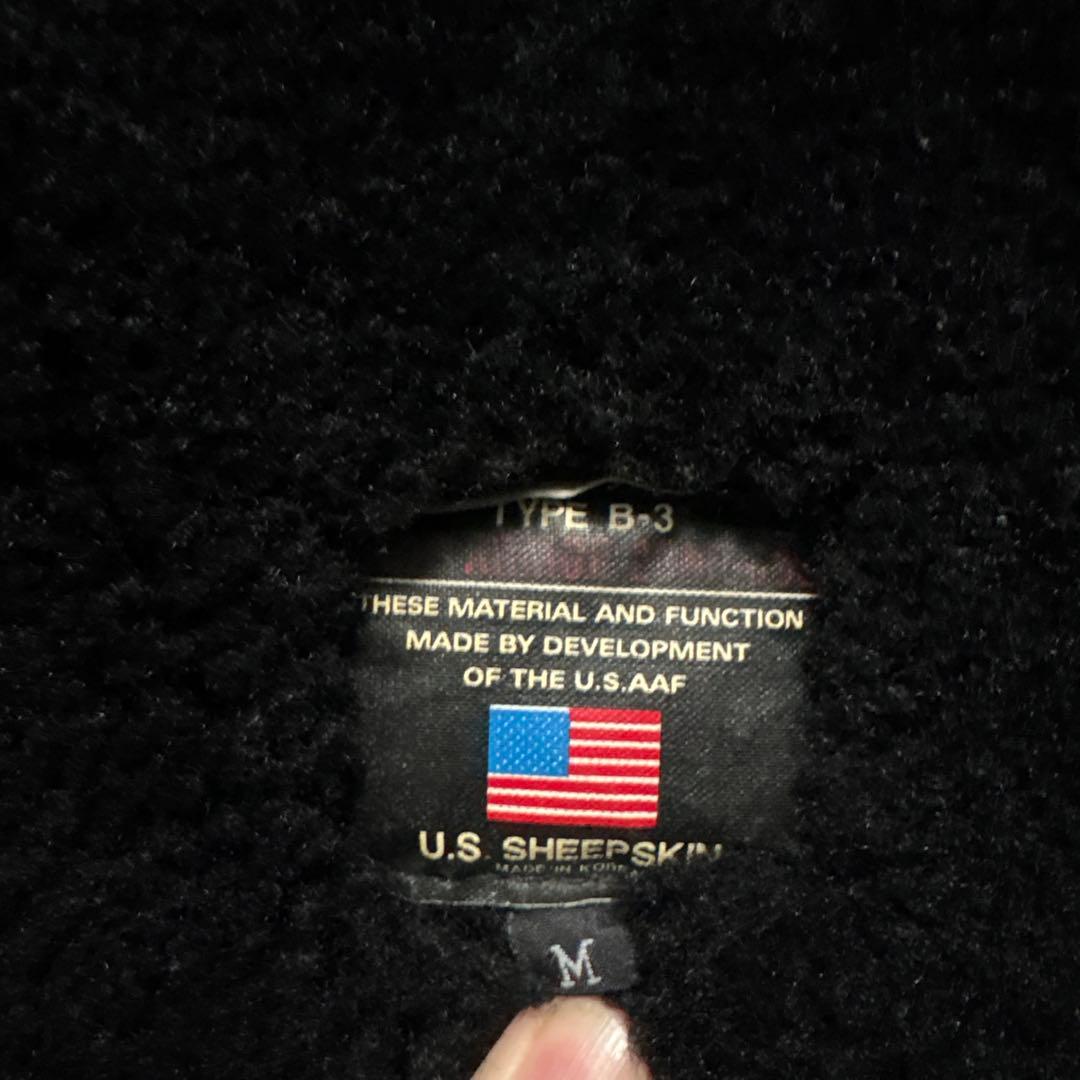 TYPE B-3
THESE MATERIAL AND FUNCTION
MADE BY DEVELOPMENT
OF THE U.S.AAF
U.S. SHEEPSKIN
MADE IN KOREA
M